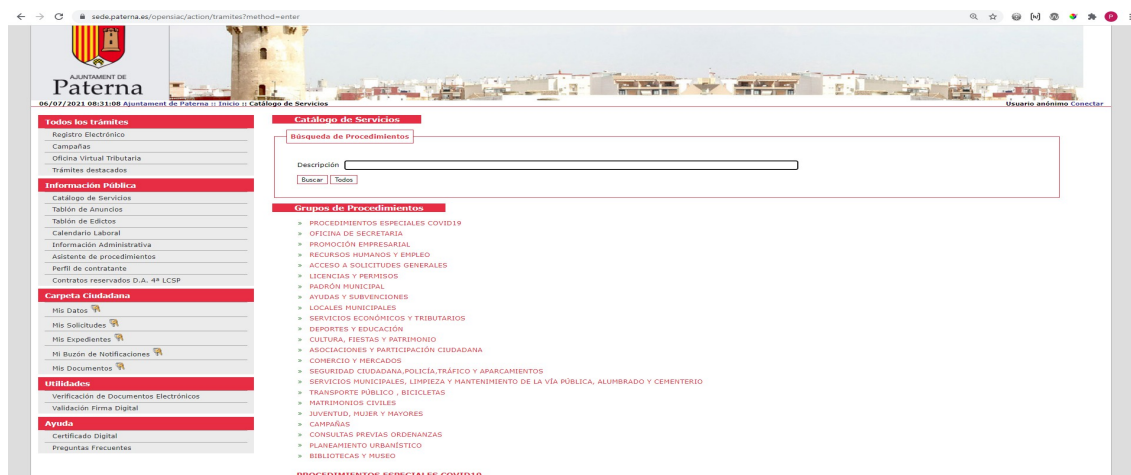 sede.paterna.es/opensiac/action/tramites?method=enter
AJUNTAMENT DE
Paterna
06/07/2021 08:31:08 Ajuntament de Paterna :: Inicio :: Catálogo de Servicios
Usuario anónimo Conectar
Todos los trámites
Registro Electrónico
Campañas
Oficina Virtual Tributaria
Trámites destacados
Información Pública
Catálogo de Servicios
Tablón de Anuncios
Tablón de Edictos
Calendario Laboral
Información Administrativa
Asistente de procedimientos
Perfil de contratante
Contratos reservados D.A. 4ª LCSP
Carpeta Ciudadana
Mis Datos
Mis Solicitudes
Mis Expedientes
Mi Buzón de Notificaciones
Mis Documentos
Utilidades
Verificación de Documentos Electrónicos
Validación Firma Digital
Ayuda
Certificado Digital
Preguntas Frecuentes
Catálogo de Servicios
Búsqueda de Procedimientos
Descripción
Buscar Todos
Grupos de Procedimientos
» PROCEDIMIENTOS ESPECIALES COVID19
» OFICINA DE SECRETARIA
» PROMOCIÓN EMPRESARIAL
» RECURSOS HUMANOS Y EMPLEO
» ACCESO A SOLICITUDES GENERALES
» LICENCIAS Y PERMISOS
» PADRÓN MUNICIPAL
» AYUDAS Y SUBVENCIONES
» LOCALES MUNICIPALES
» SERVICIOS ECONÓMICOS Y TRIBUTARIOS
» DEPORTES Y EDUCACIÓN
» CULTURA, FIESTAS Y PATRIMONIO
» ASOCIACIONES Y PARTICIPACIÓN CIUDADANA
» COMERCIO Y MERCADOS
» SEGURIDAD CIUDADANA,POLICÍA,TRÁFICO Y APARCAMIENTOS
» SERVICIOS MUNICIPALES, LIMPIEZA Y MANTENIMIENTO DE LA VÍA PÚBLICA, ALUMBRADO Y CEMENTERIO
» TRANSPORTE PÚBLICO , BICICLETAS
» MATRIMONIOS CIVILES
» JUVENTUD, MUJER Y MAYORES
» CAMPAÑAS
» CONSULTAS PREVIAS ORDENANZAS
» PLANEAMIENTO URBANÍSTICO
» BIBLIOTECAS Y MUSEO
PROCEDIMIENTOS ESPECIALES COVID19